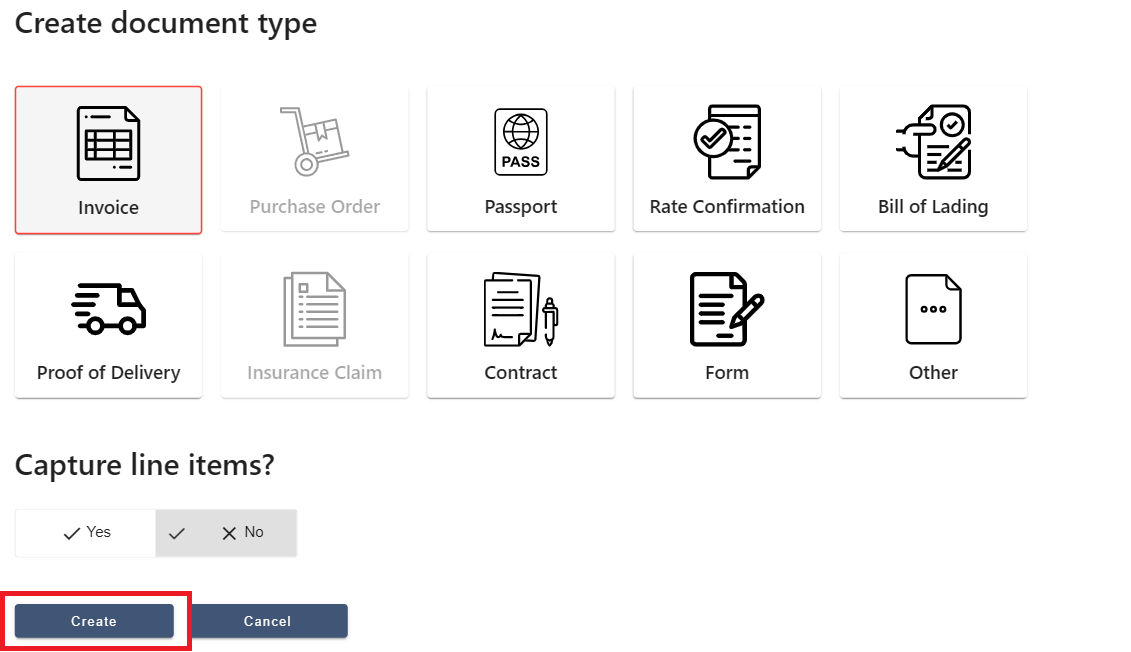 Create document type
PASS
Invoice
Purchase Order
Passport
Rate Confirmation
Bill of Lading
Proof of Delivery
Insurance Claim
Contract
Form
Other
Capture line items?
Yes
No
Create
Cancel